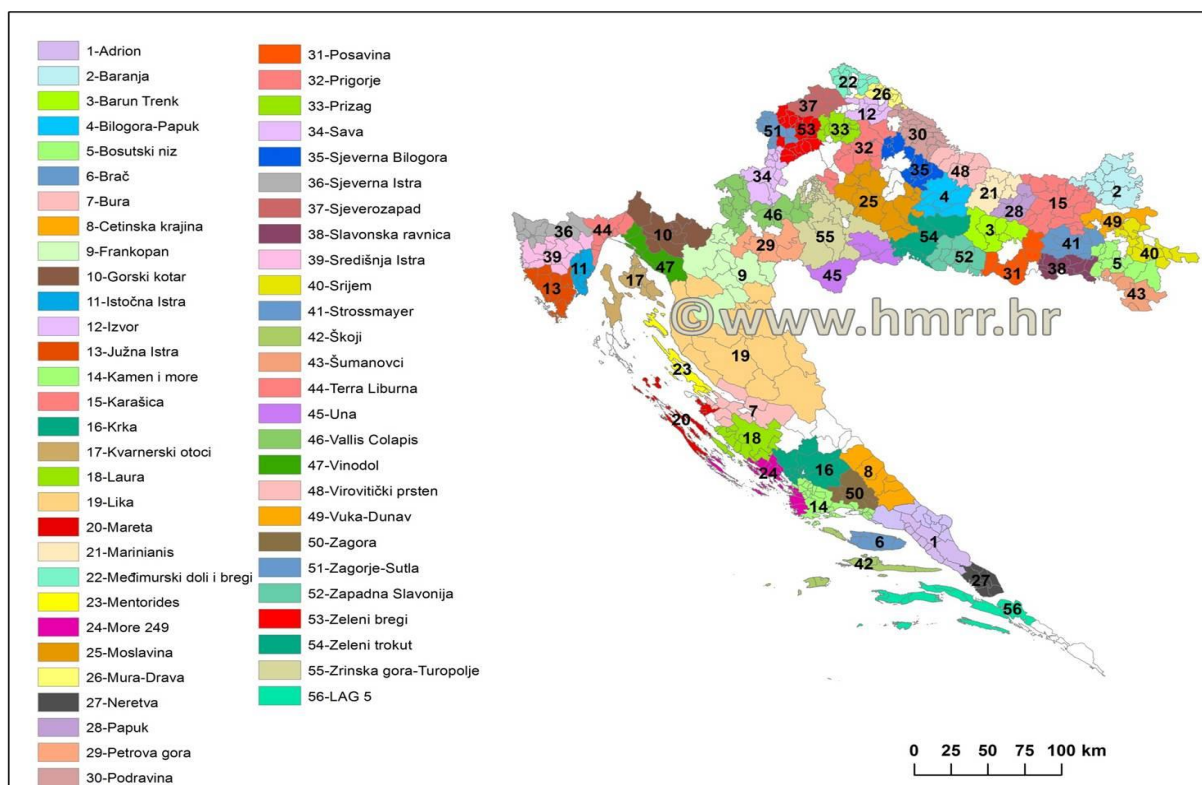 1-Adrion
2-Baranja
3-Barun Trenk
4-Bilogora-Papuk
5-Bosutski niz
6-Brač
7-Bura
8-Cetinska krajina
9-Frankopan
10-Gorski kotar
11-Istočna Istra
12-Izvor
13-Južna Istra
14-Kamen i more
15-Karašica
16-Krka
17-Kvarnerski otoci
18-Laura
19-Lika
20-Mareta
21-Marinianis
22-Međimurski doli i bregi
23-Mentorides
24-More 249
25-Moslavina
26-Mura-Drava
27-Neretva
28-Papuk
29-Petrova gora
30-Podravina
31-Posavina
32-Prigorje
33-Prizag
34-Sava
35-Sjeverna Bilogora
36-Sjeverna Istra
37-Sjeverozapad
38-Slavonska ravnica
39-Središnja Istra
40-Srijem
41-Strossmayer
42-Škoji
43-Šumanovci
44-Terra Liburna
45-Una
46-Vallis Colapis
47-Vinodol
48-Virovitički prsten
49-Vuka-Dunav
50-Zagora
51-Zagorje-Sutla
52-Zapadna Slavonija
53-Zeleni bregi
54-Zeleni trokut
55-Zrinska gora-Turopolje
56-LAG 5
22
26
37
12
51
53
33
30
32
35
48
34
4
21
2
25
28
15
46
49
36
44
10
29
55
3
54
41
40
39
11
47
9
52
5
13
17
45
31
38
43
©www.hmrr.hr
19
23
7
20
18
24
16
8
50
14
6
1
42
27
56
0 25 50 75 100 km